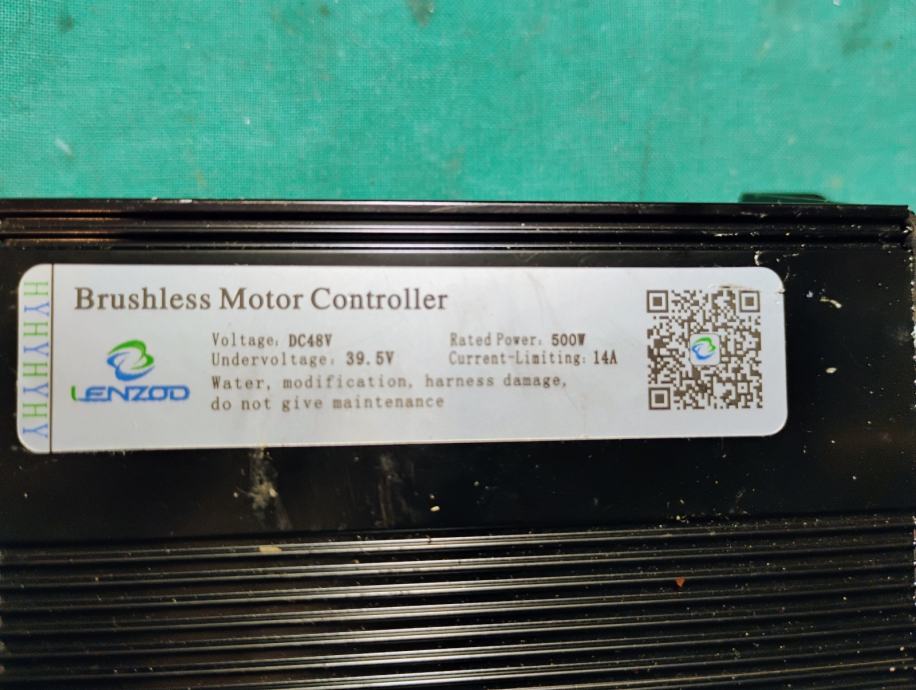 Brushless Motor Controller
Voltage: DC48V Rated Power: 500W
Undervoltage: 39.5V Current-Limiting: 14A
Water, modification, harness damage,
do not give maintenance
LENZOD
HYHYHYHY